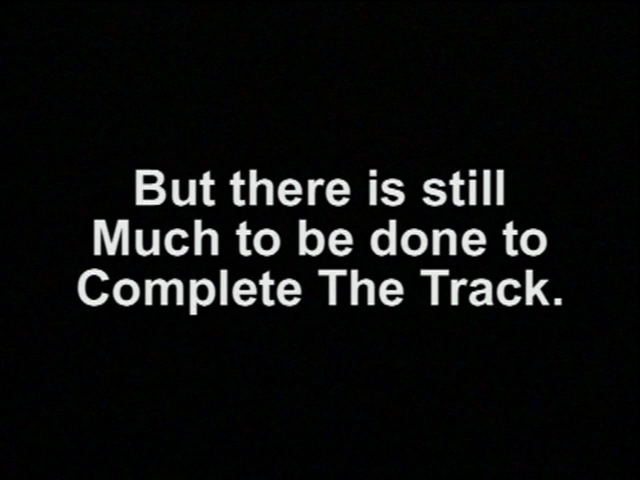 But there is still
Much to be done to
Complete The Track.